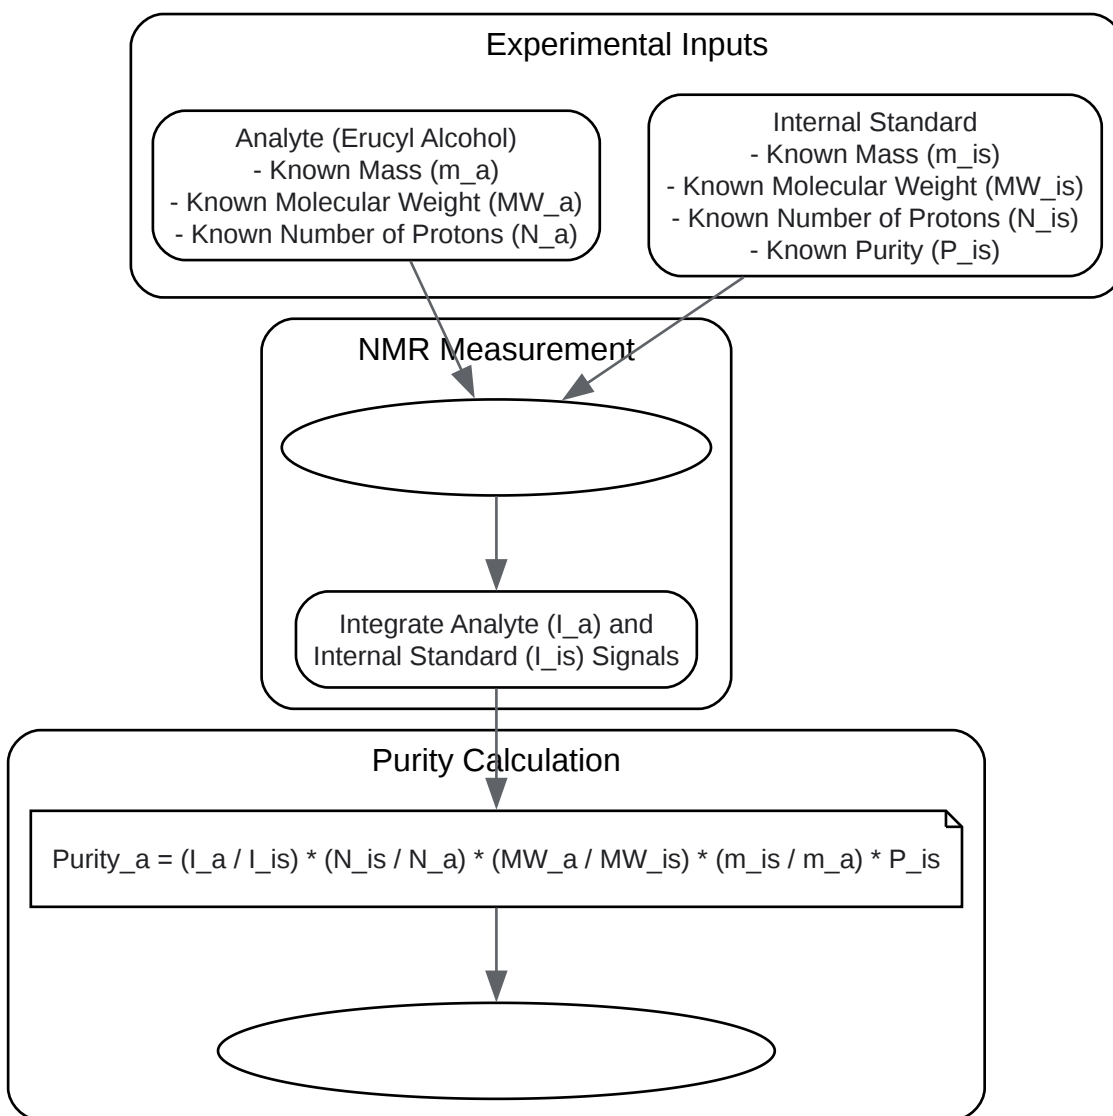 Experimental Inputs
Analyte (Erucyl Alcohol)
- Known Mass (m_a)
- Known Molecular Weight (MW_a)
- Known Number of Protons (N_a)
Internal Standard
- Known Mass (m_is)
- Known Molecular Weight (MW_is)
- Known Number of Protons (N_is)
- Known Purity (P_is)
NMR Measurement
Integrate Analyte (I_a) and
Internal Standard (I_is) Signals
Purity Calculation
Purity_a = (I_a / I_is) * (N_is / N_a) * (MW_a / MW_is) * (m_is / m_a) * P_is